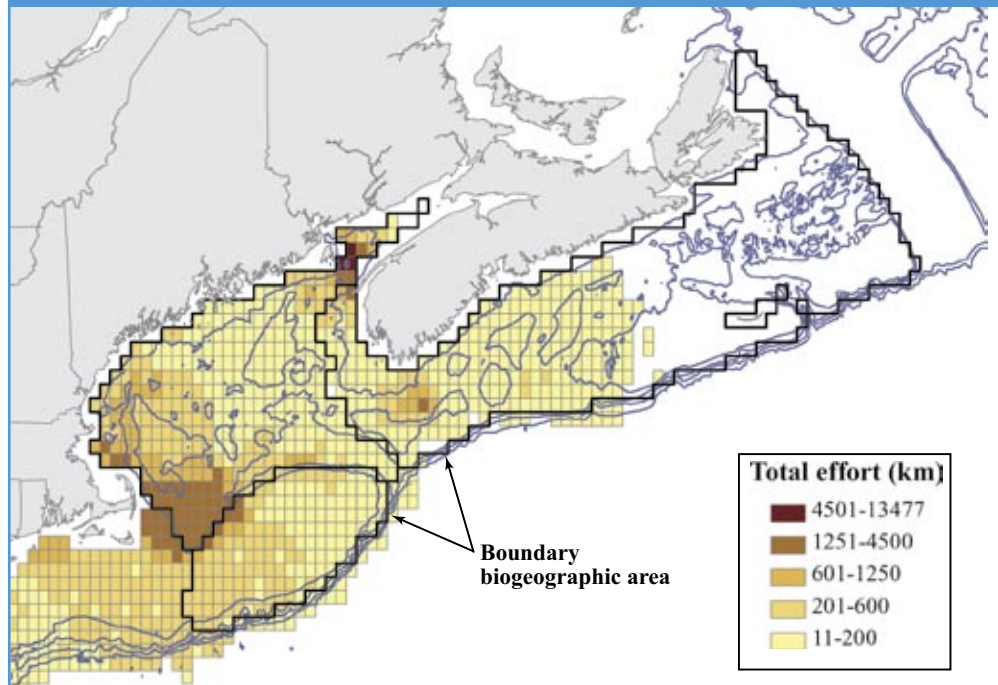 Boundary
biogeographic area
Total effort (km)
4501-13477
1251-4500
601-1250
201-600
11-200